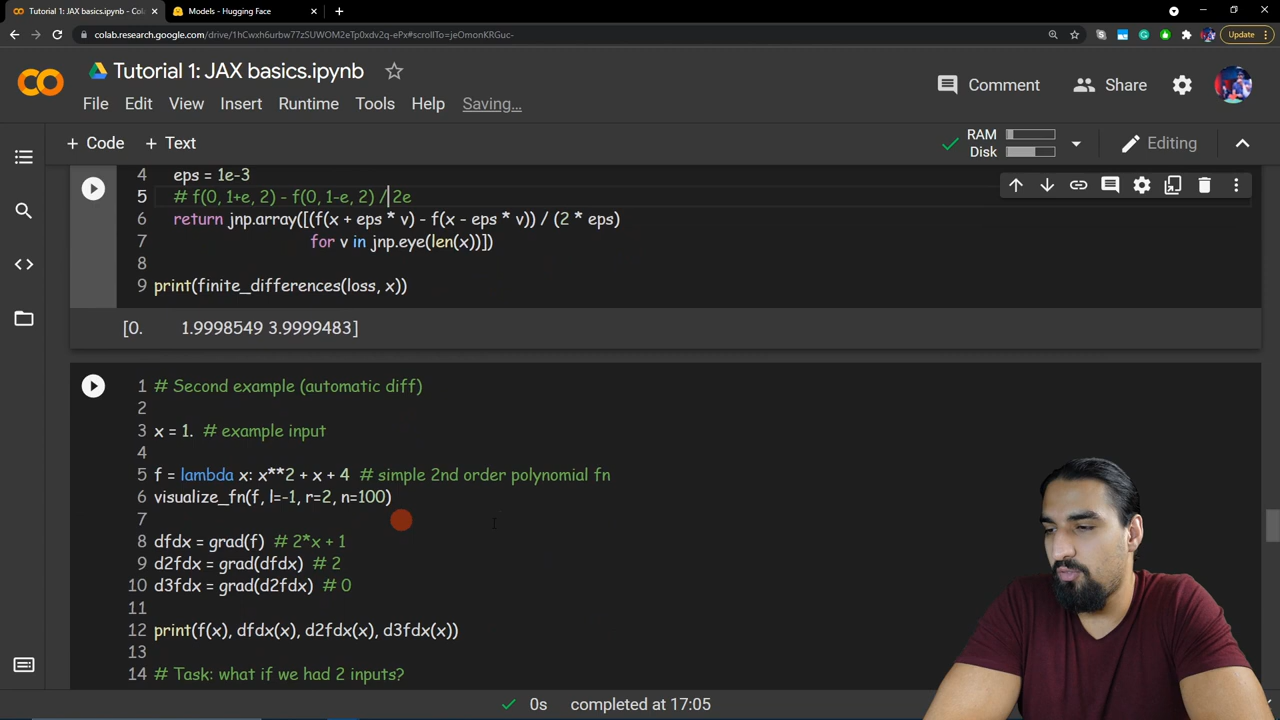 Tutorial 1: JAX basics.ipynb - Col
Models - Hugging Face
colab.research.google.com/drive/1hCwxh6urbw77zSUWOM2eTp0xdv2q-ePx#scrollTo=jeOmonKRGuc-
Update
Tutorial 1: JAX basics.ipynb
Comment
Share
File Edit View Insert Runtime Tools Help Saving...
+ Code + Text
RAM
Disk
Editing
4 eps = 1e-3
5 # f(0, 1+e, 2) - f(0, 1-e, 2) / 2e
6 return jnp.array([(f(x + eps * v) - f(x - eps * v)) / (2 * eps)
7 for v in jnp.eye(len(x))])
8
9 print(finite_differences(loss, x))
[0. 1.9998549 3.9999483]
1 # Second example (automatic diff)
2
3 x = 1. # example input
4
5 f = lambda x: x**2 + x + 4 # simple 2nd order polynomial fn
6 visualize_fn(f, l=-1, r=2, n=100)
7
8 dfdx = grad(f) # 2*x + 1
9 d2fdx = grad(dfdx) # 2
10 d3fdx = grad(d2fdx) # 0
11
12 print(f(x), dfdx(x), d2fdx(x), d3fdx(x))
13
14 # Task: what if we had 2 inputs?
0s completed at 17:05